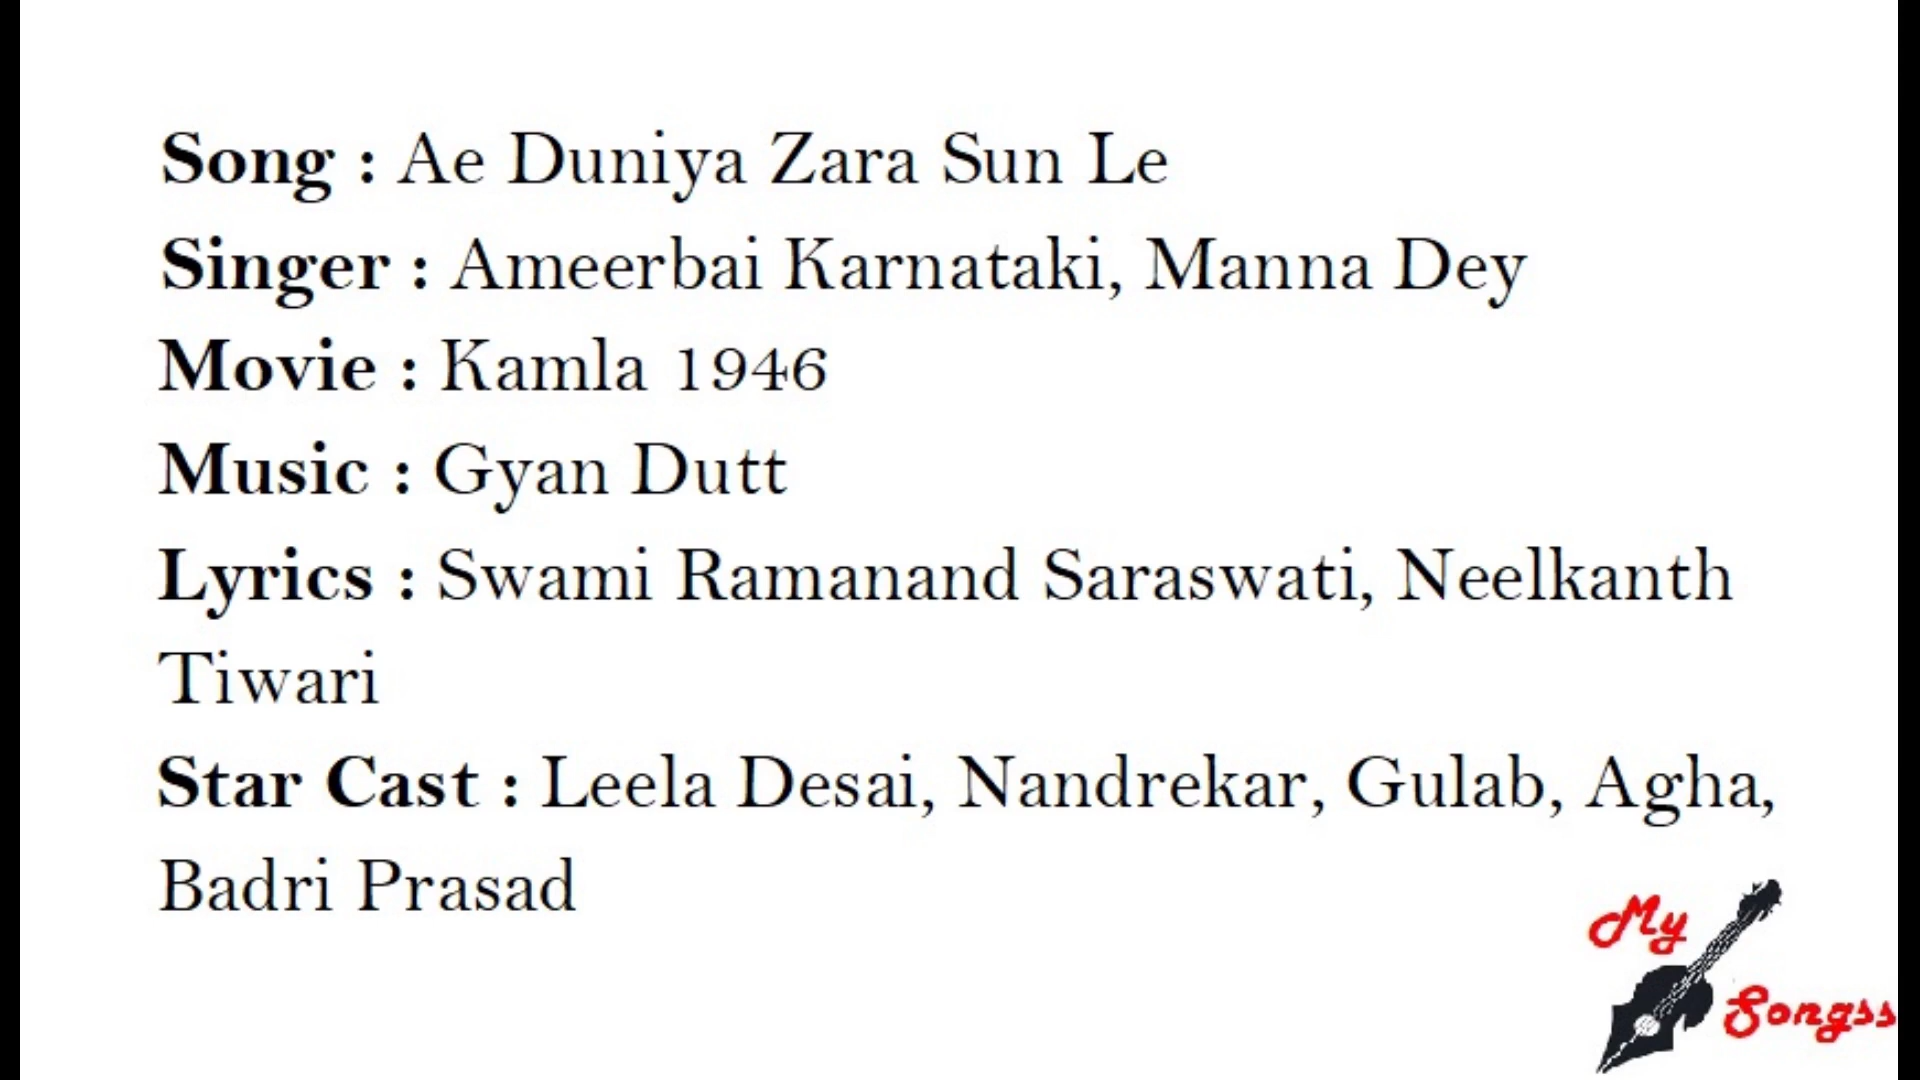 Song : Ae Duniya Zara Sun Le
Singer : Ameerbai Karnataki, Manna Dey
Movie : Kamla 1946
Music : Gyan Dutt
Lyrics : Swami Ramanand Saraswati, Neelkanth
Tiwari
Star Cast : Leela Desai, Nandrekar, Gulab, Agha,
Badri Prasad
My
Songss